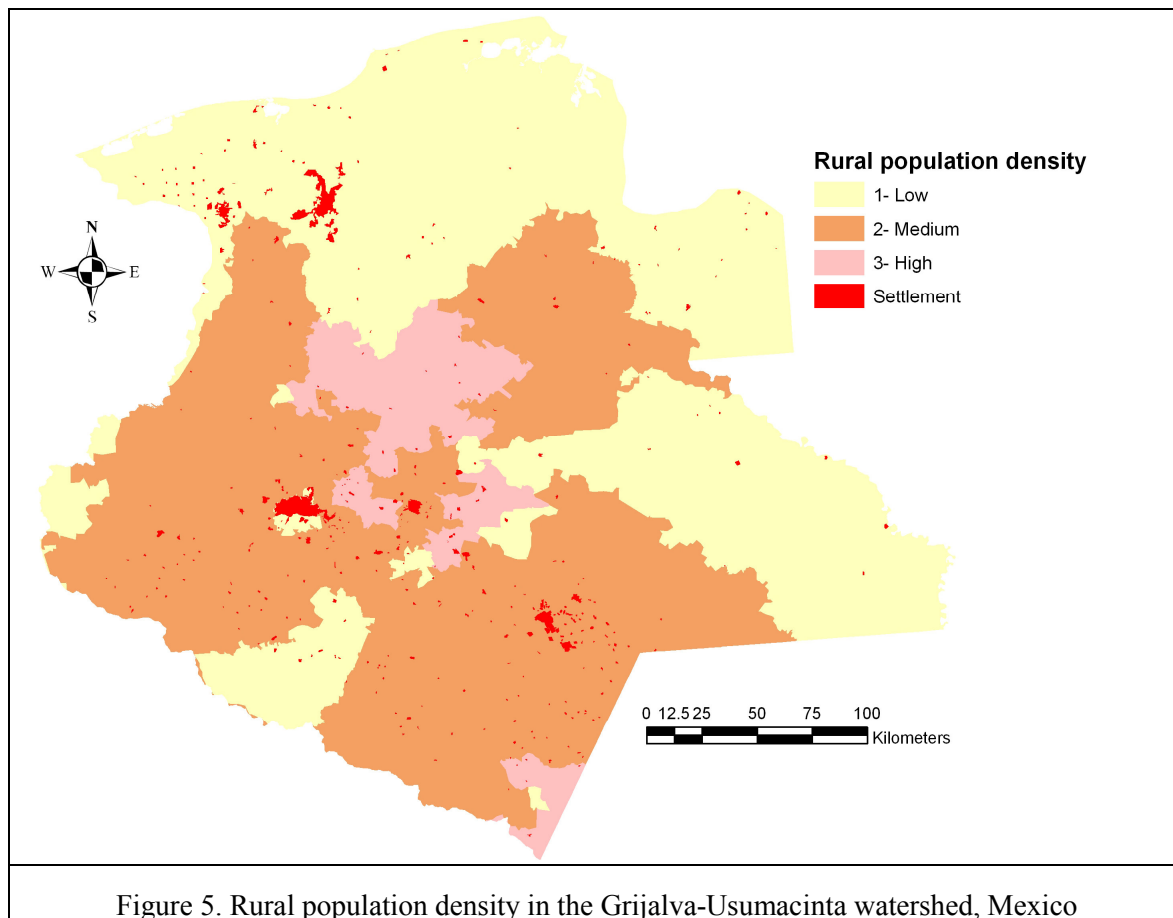 Rural population density
1- Low
2- Medium
3- High
Settlement
N
W E
S
0 12.5 25 50 75 100
Kilometers
Figure 5. Rural population density in the Grijalva-Usumacinta watershed, Mexico